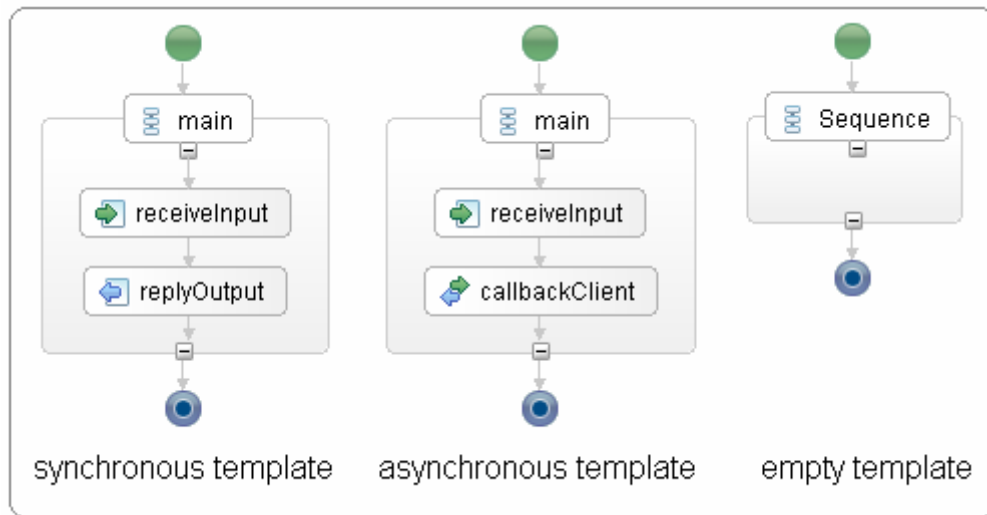 main
receiveInput
replyOutput
synchronous template
main
receiveInput
callbackClient
asynchronous template
Sequence
empty template